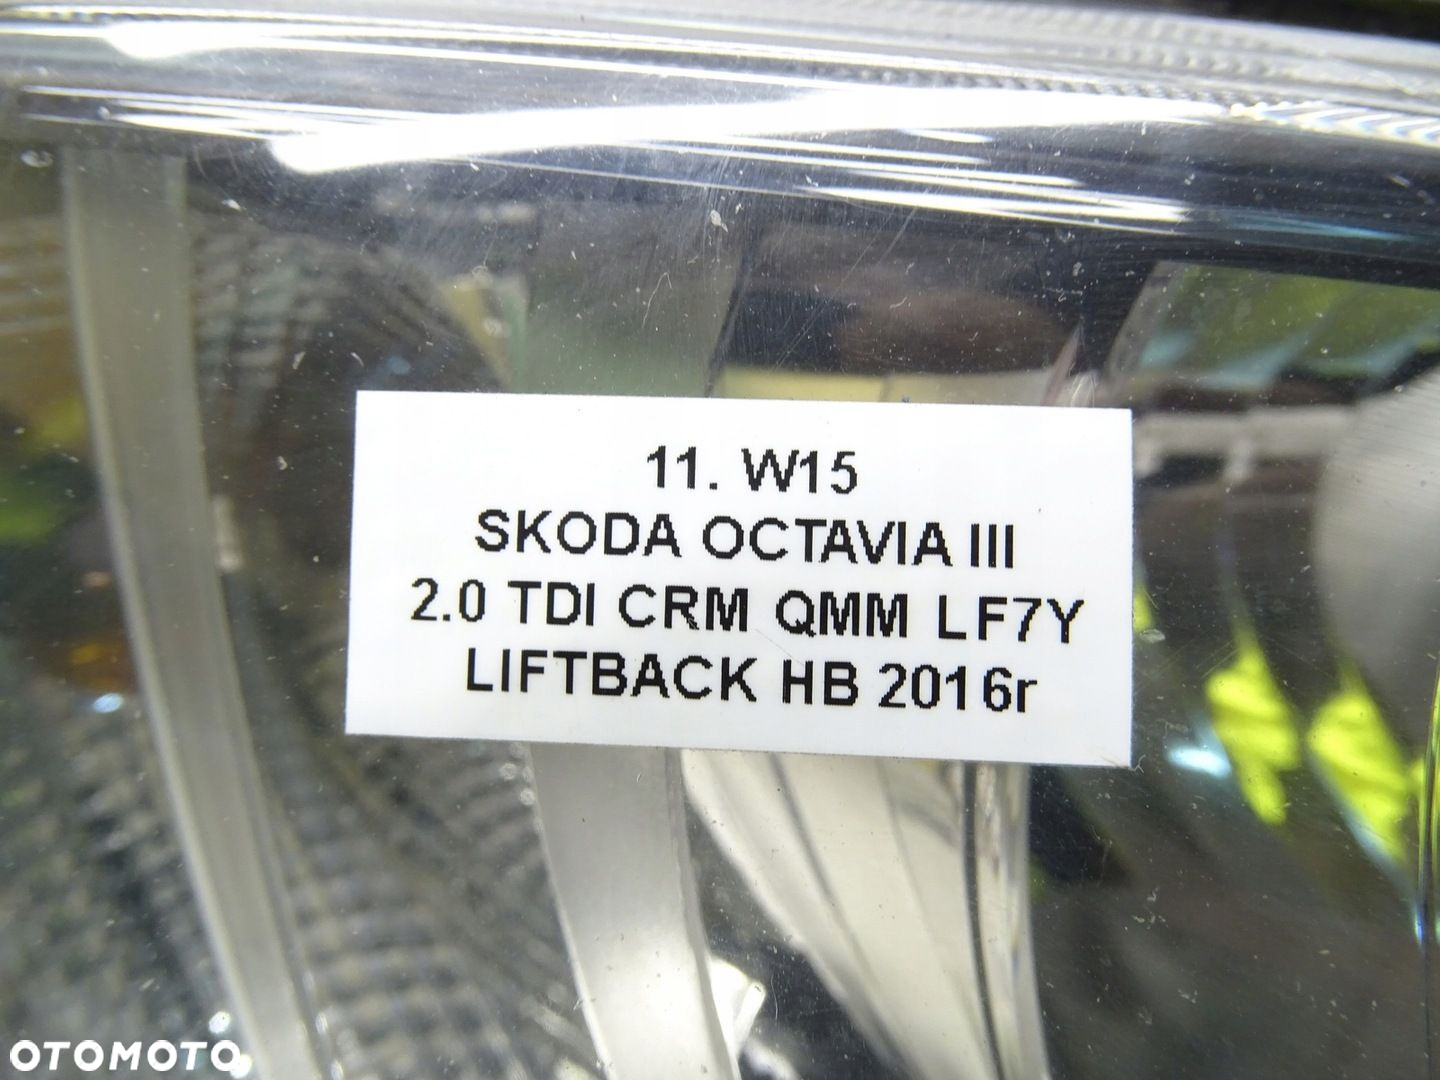 11. W15
SKODA OCTAVIA III
2.0 TDI CRM QMM LF7Y
LIFTBACK HB 2016r
OTOMOTO